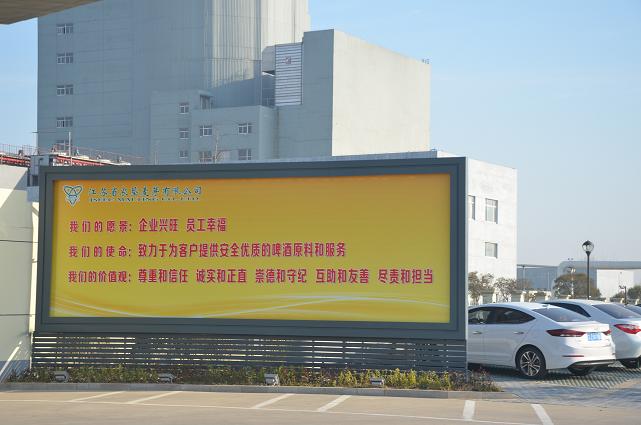 江苏省农垦麦芽有限公司
JSNK MALTING CO., LTD.
我们的愿景：企业兴旺 员工幸福
我们的使命：致力于为客户提供安全优质的啤酒原料和服务
我们的价值观：尊重和信任 诚实和正直 崇德和守纪 互助和友善 尽责和担当